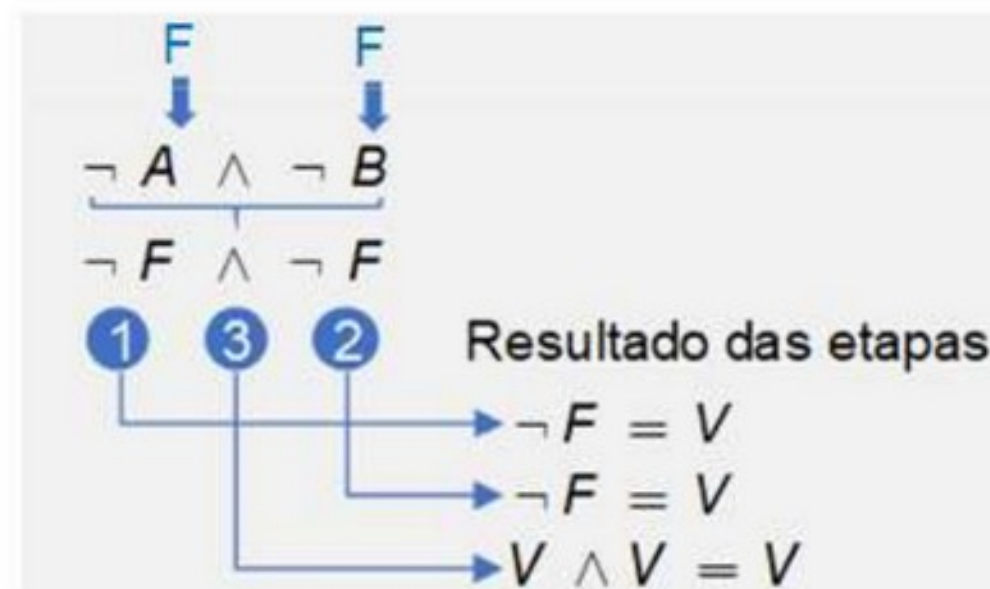 F F
¬ A ∧ ¬ B
¬ F ∧ ¬ F
1 3 2
Resultado das etapas
¬ F = V
¬ F = V
V ∧ V = V